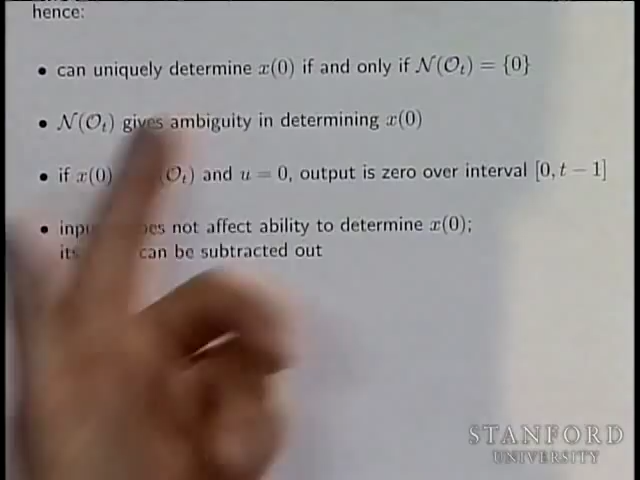 hence:
• can uniquely determine x(0) if and only if 𝒩(𝒪ₜ) = {0}
• 𝒩(𝒪ₜ) gives ambiguity in determining x(0)
• if x(0) (𝒪ₜ) and u = 0, output is zero over interval [0, t − 1]
• not affect ability to determine x(0);
can be subtracted out
STANFORD
UNIVERSITY